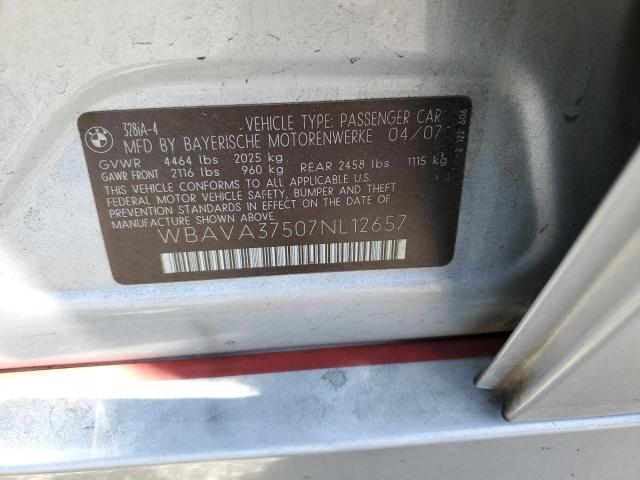 BMW
328iA-4 VEHICLE TYPE: PASSENGER CAR
MFD BY BAYERISCHE MOTORENWERKE 04/07
GVWR 4464 lbs 2025 kg
GAWR FRONT 2116 lbs 960 kg REAR 2458 lbs 1115 kg
THIS VEHICLE CONFORMS TO ALL APPLICABLE
FEDERAL MOTOR VEHICLE SAFETY, BUMPER AND THEFT
PREVENTION STANDARDS IN EFFECT ON THE DATE OF
MANUFACTURE SHOWN ABOVE.
WBAVA37507NL12657